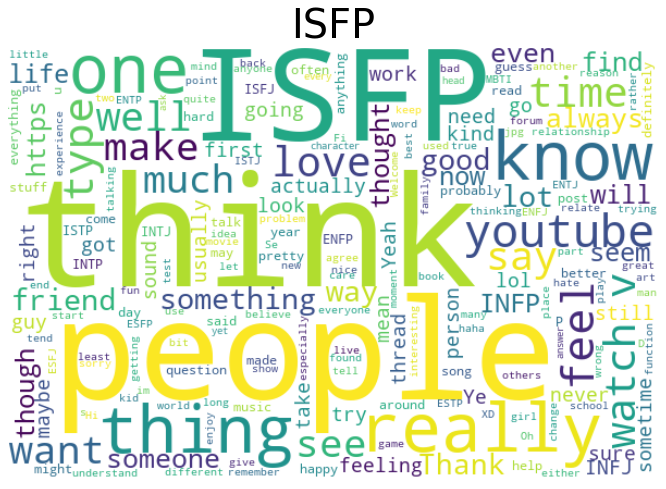 ISFP
little
everything
life
one
ISFP
even
find
mind
back
anyone
often
every
anything
guess
another
reason
put
u
two
ask
point
ISFJ
work
bad
head
MBTI
rather
definitely
https
type
well
ENTP
quite
hard
going
need
kind
keep
read
go
time
always
experience
stuff
make
first
Fi
ISTJ
character
thought
word
best
used
true
forum
jpg
relationship
love
good
now
know
talking
much
actually
Welcome
family
probably
thinking
ENFJ
ENTJ
lot
will
post
relate
trying
come
ISTP
got
INTJ
usually
talk
look
problem
idea
movie
year
Se
ENFP
Yeah
youtube
seem
right
INTP
sound
may
pretty
agree
nice
say
part
better
great
art
end
fun
think
test
let
new
care
moment
book
hate
man
friend
something
way
mean
lol
INFP
feel
watch v
still
guy
start
day
ESFP
use
said
believe
everyone
interesting
many
haha
person
place
play
tend
yet
thread
P
answer
wrong
D
function
though
ESFJ
least
sorry
getting
bit
people
question
made
show
especially
live
found
tell
song
others
never
maybe
thing
take
try
around
Ye
ESTP
XD
girl
change
school
sometime
kid
im
s
Hi
world
long
enjoy
music
see
really
Oh
want
someone
game
sure
might
understand
different
give
remember
happy
feeling
Thank
help
either
INFJ